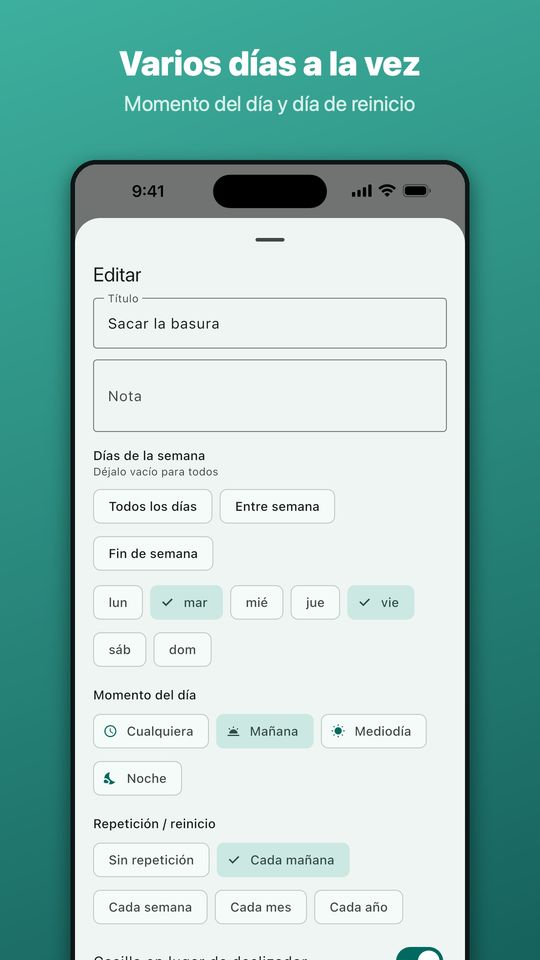 Varios días a la vez
Momento del día y día de reinicio
9:41
Editar
Título
Sacar la basura
Nota
Días de la semana
Déjalo vacío para todos
Todos los días Entre semana
Fin de semana
lun mar mié jue vie
sáb dom
Momento del día
Cualquiera Mañana Mediodía
Noche
Repetición / reinicio
Sin repetición Cada mañana
Cada semana Cada mes Cada año